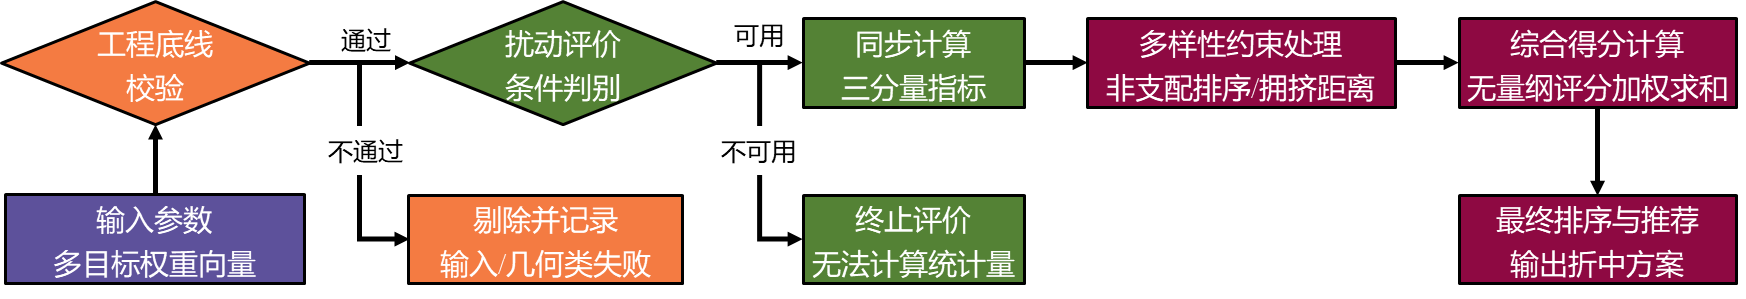 工程底线
校验
通过
扰动评价
条件判别
可用
同步计算
三分量指标
多样性约束处理
非支配排序/拥挤距离
综合得分计算
无量纲评分加权求和
不通过
不可用
输入参数
多目标权重向量
剔除并记录
输入/几何类失败
终止评价
无法计算统计量
最终排序与推荐
输出折中方案